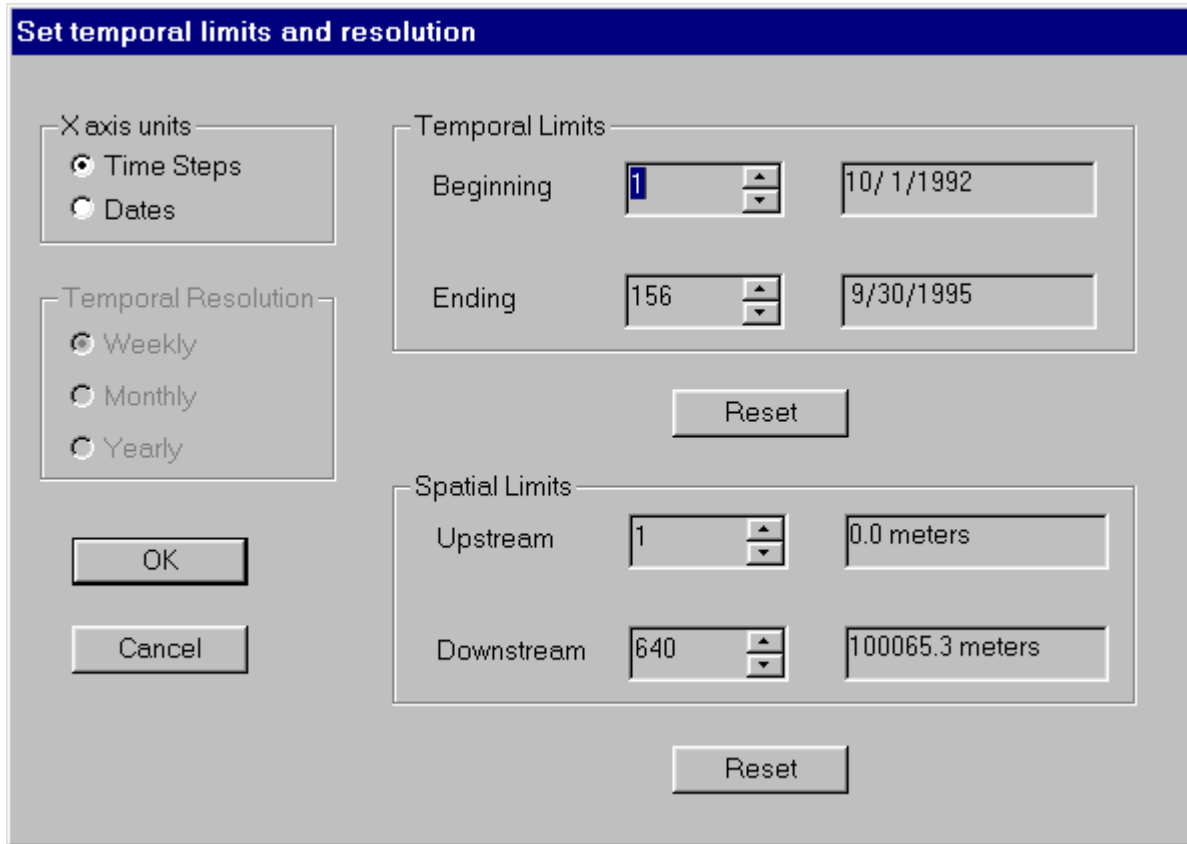 Set temporal limits and resolution
X axis units
Time Steps
Dates
Temporal Resolution
Weekly
Monthly
Yearly
OK
Cancel
Temporal Limits
Beginning 1 10/ 1/1992
Ending 156 9/30/1995
Reset
Spatial Limits
Upstream 1 0.0 meters
Downstream 640 100065.3 meters
Reset